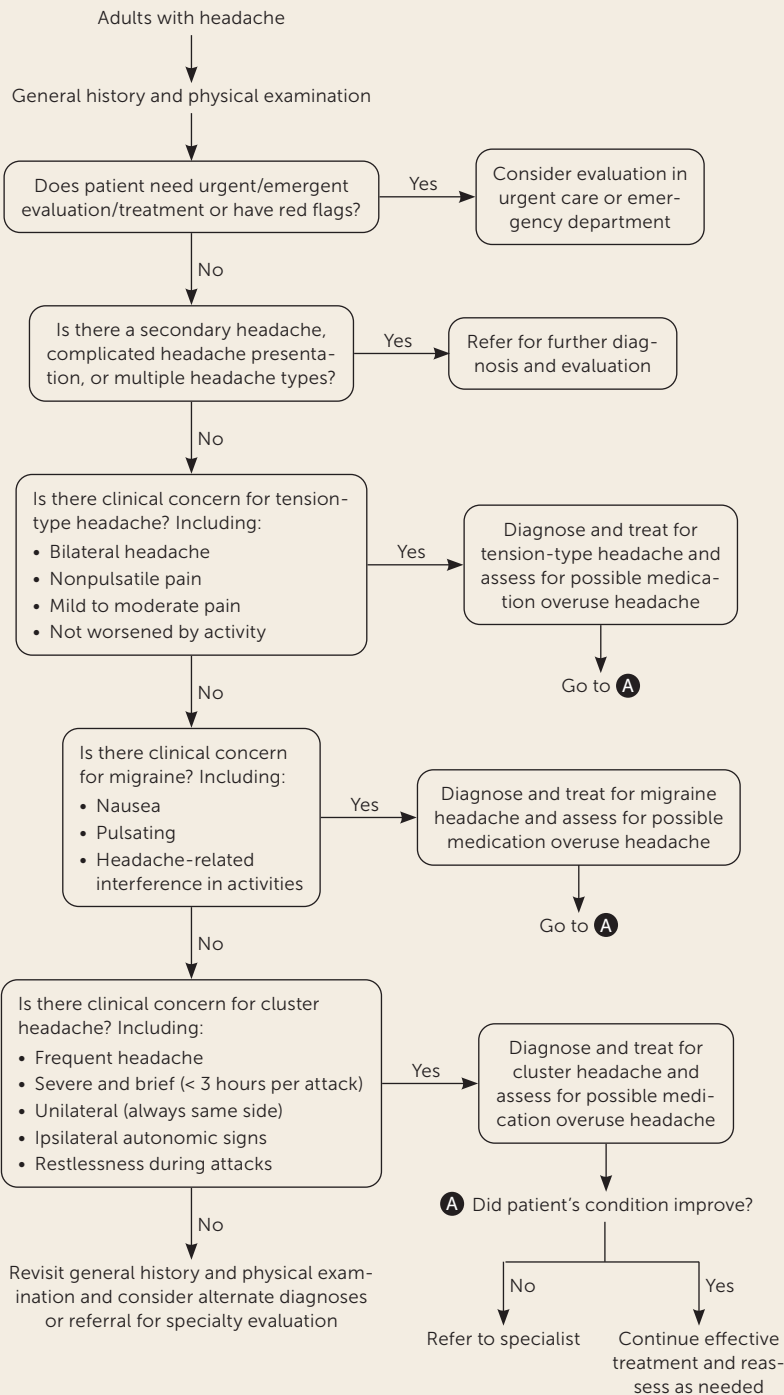 Adults with headache
General history and physical examination
Does patient need urgent/emergent
evaluation/treatment or have red flags?
Yes
Consider evaluation in
urgent care or emer-
gency department
No
Is there a secondary headache,
complicated headache presenta-
tion, or multiple headache types?
Yes
Refer for further diag-
nosis and evaluation
No
Is there clinical concern for tension-
type headache? Including:
• Bilateral headache
• Nonpulsatile pain
• Mild to moderate pain
• Not worsened by activity
Yes
Diagnose and treat for
tension-type headache and
assess for possible medica-
tion overuse headache
Go to A
No
Is there clinical concern
for migraine? Including:
• Nausea
• Pulsating
• Headache-related
interference in activities
Yes
Diagnose and treat for migraine
headache and assess for possible
medication overuse headache
Go to A
No
Is there clinical concern for cluster
headache? Including:
• Frequent headache
• Severe and brief (< 3 hours per attack)
• Unilateral (always same side)
• Ipsilateral autonomic signs
• Restlessness during attacks
Yes
Diagnose and treat for
cluster headache and
assess for possible medi-
cation overuse headache
No
Revisit general history and physical exam-
ination and consider alternate diagnoses
or referral for specialty evaluation
A Did patient's condition improve?
No
Refer to specialist
Yes
Continue effective
treatment and reas-
sess as needed